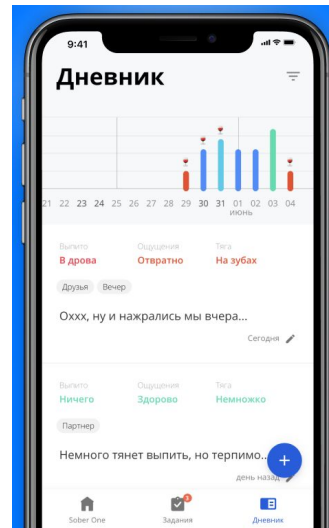 9:41
Дневник
21 22 23 24 25 26 27 28 29 30 31 01 02 03 04
июнь
Выпито Ощущения Тяга
В дрова Отвратно На зубах
Друзья Вечер
Оххх, ну и нажрались мы вчера...
Сегодня
Выпито Ощущения Тяга
Ничего Здорово Немножко
Партнер
Немного тянет выпить, но терпимо...
день назад
3
Sober One Задания Дневник